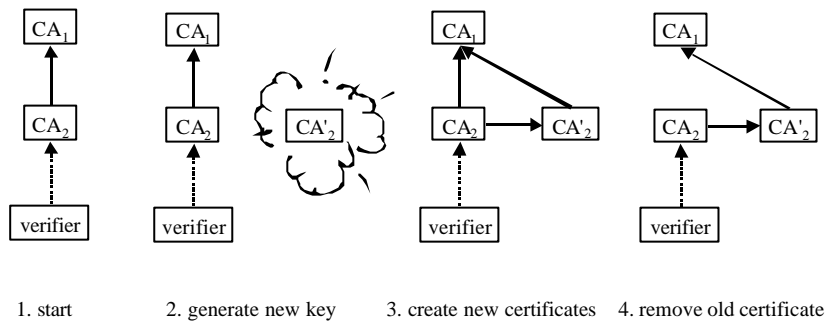 CA₁
CA₂
verifier
1. start
CA₁
CA₂
CA'₂
verifier
2. generate new key
CA₁
CA₂
CA'₂
verifier
3. create new certificates
CA₁
CA₂
CA'₂
verifier
4. remove old certificate